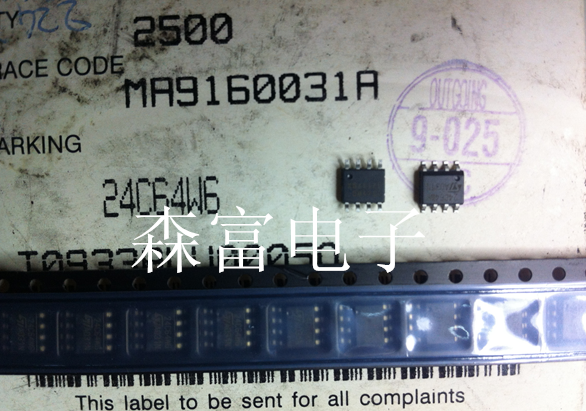 2500
RACE CODE
MA9160031A
OUTGOING
9-025
ARKING
24C64W6
森富电子
This label to be sent for all complaints